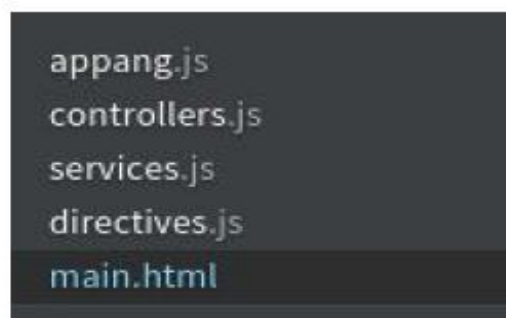 appang.js
controllers.js
services.js
directives.js
main.html